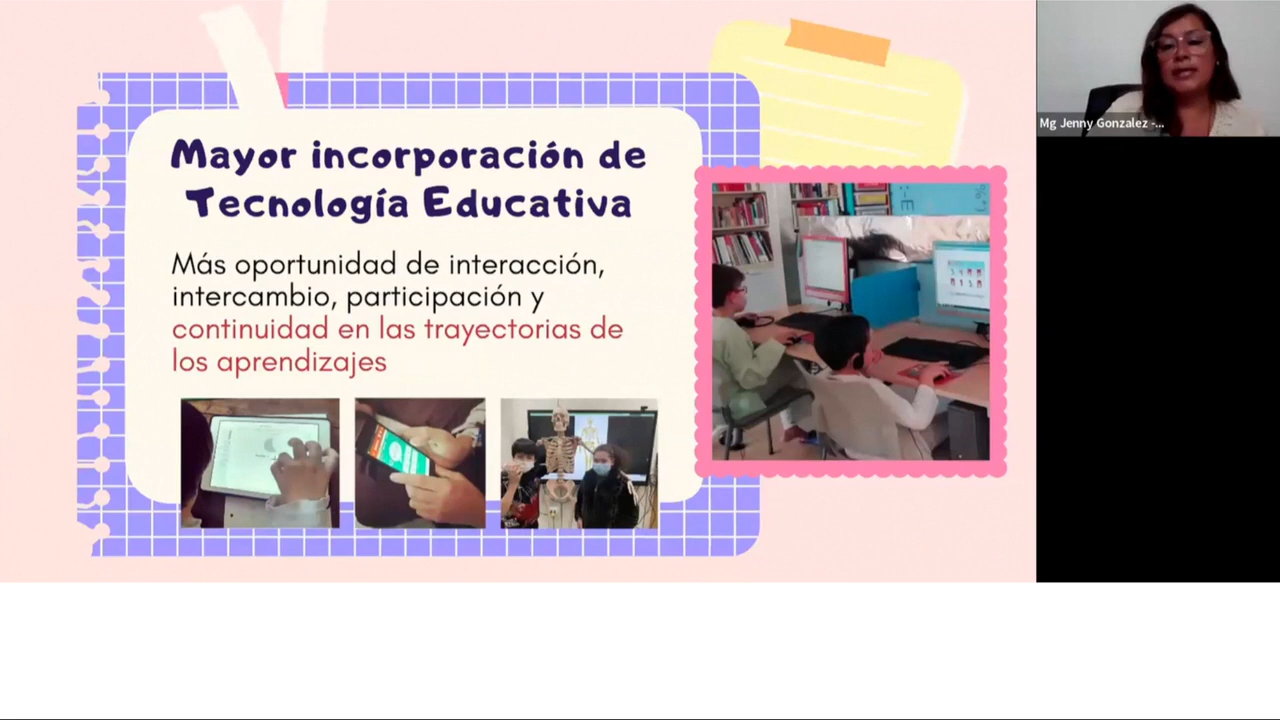 Mayor incorporación de
Tecnología Educativa
Más oportunidad de interacción,
intercambio, participación y
continuidad en las trayectorias de
los aprendizajes
Mg Jenny Gonzalez -...